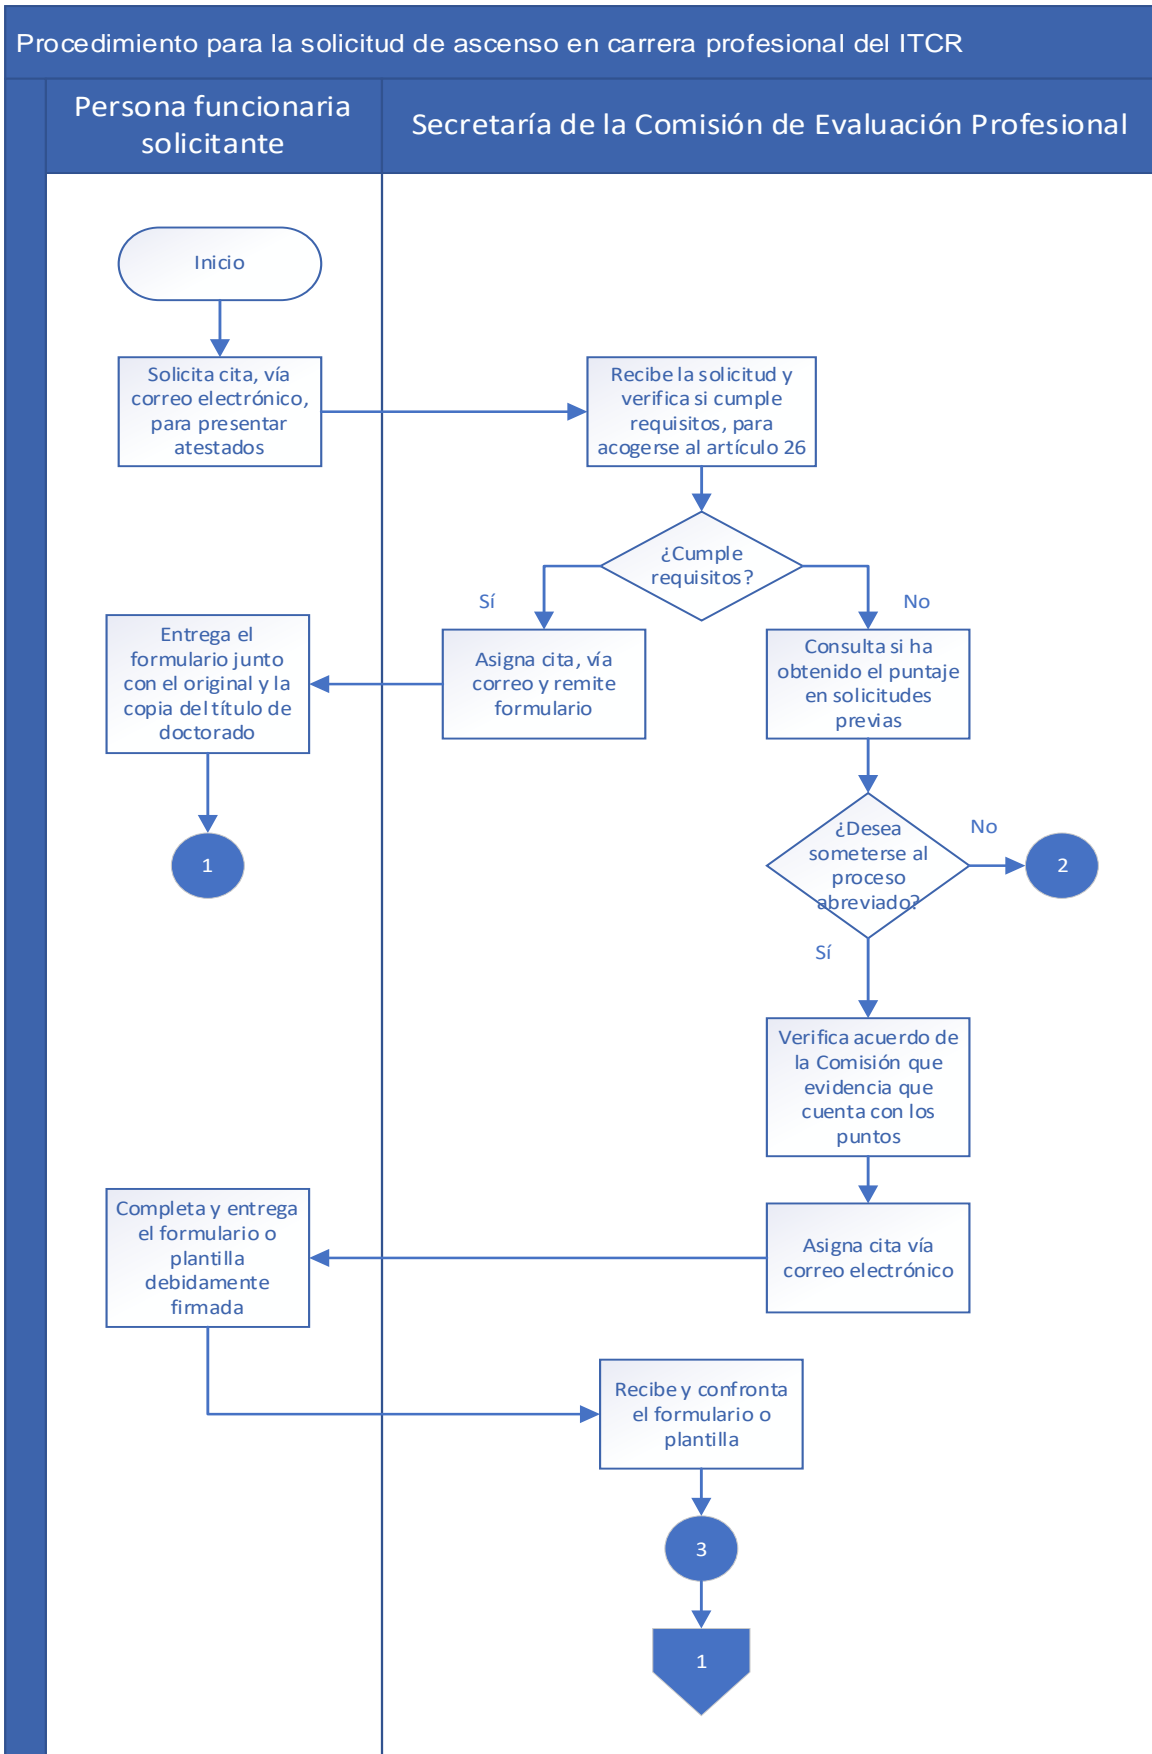 Procedimiento para la solicitud de ascenso en carrera profesional del ITCR
Persona funcionaria
solicitante
Secretaría de la Comisión de Evaluación Profesional
Inicio
Solicita cita, vía
correo electrónico,
para presentar
atestados
Recibe la solicitud y
verifica si cumple
requisitos, para
acogerse al artículo 26
¿Cumple
requisitos?
Sí
No
Entrega el
formulario junto
con el original y la
copia del título de
doctorado
Asigna cita, vía
correo y remite
formulario
Consulta si ha
obtenido el puntaje
en solicitudes
previas
1
¿Desea
someterse al
proceso
abreviado?
No
2
Sí
Verifica acuerdo de
la Comisión que
evidencia que
cuenta con los
puntos
Completa y entrega
el formulario o
plantilla
debidamente
firmada
Asigna cita vía
correo electrónico
Recibe y confronta
el formulario o
plantilla
3
1